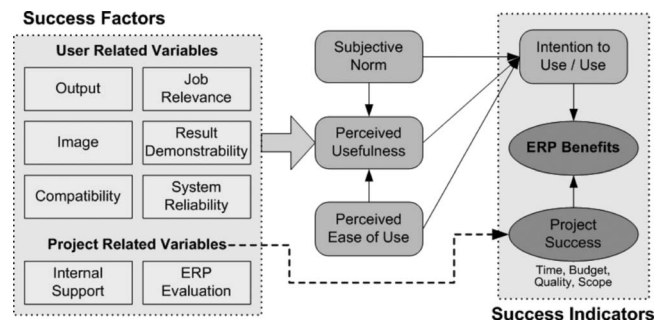 Success Factors
User Related Variables
Output
Job
Relevance
Image
Result
Demonstrability
Compatibility
System
Reliability
Project Related Variables
Internal
Support
ERP
Evaluation
Subjective
Norm
Perceived
Usefulness
Perceived
Ease of Use
Intention to
Use / Use
ERP Benefits
Project
Success
Time, Budget,
Quality, Scope
Success Indicators